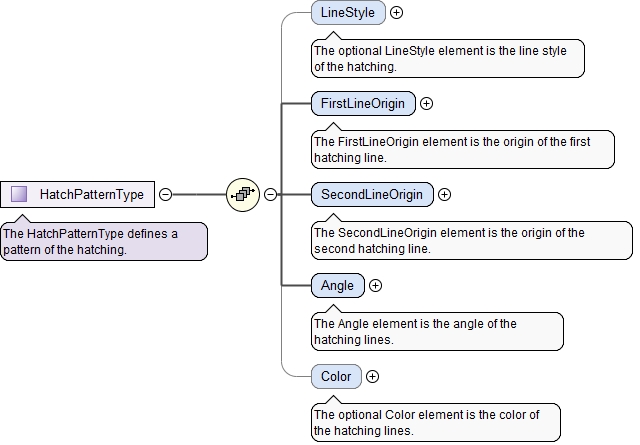 LineStyle
The optional LineStyle element is the line style
of the hatching.
FirstLineOrigin
The FirstLineOrigin element is the origin of the first
hatching line.
HatchPatternType
The HatchPatternType defines a
pattern of the hatching.
SecondLineOrigin
The SecondLineOrigin element is the origin of the
second hatching line.
Angle
The Angle element is the angle of the
hatching lines.
Color
The optional Color element is the color of
the hatching lines.